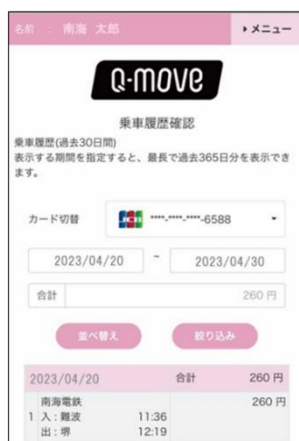 名前 : 南海 太郎 ▶メニュー
Q-move
乗車履歴確認
乗車履歴(過去30日間)
表示する期間を指定すると、最長で過去365日分を表示でき
ます。
カード切替 JCB ****-****-****-6588
2023/04/20 ~ 2023/04/30
合計 260 円
並べ替え 絞り込み
2023/04/20 合計 260 円
南海電鉄 260 円
1 入:難波 11:36
出:堺 12:19